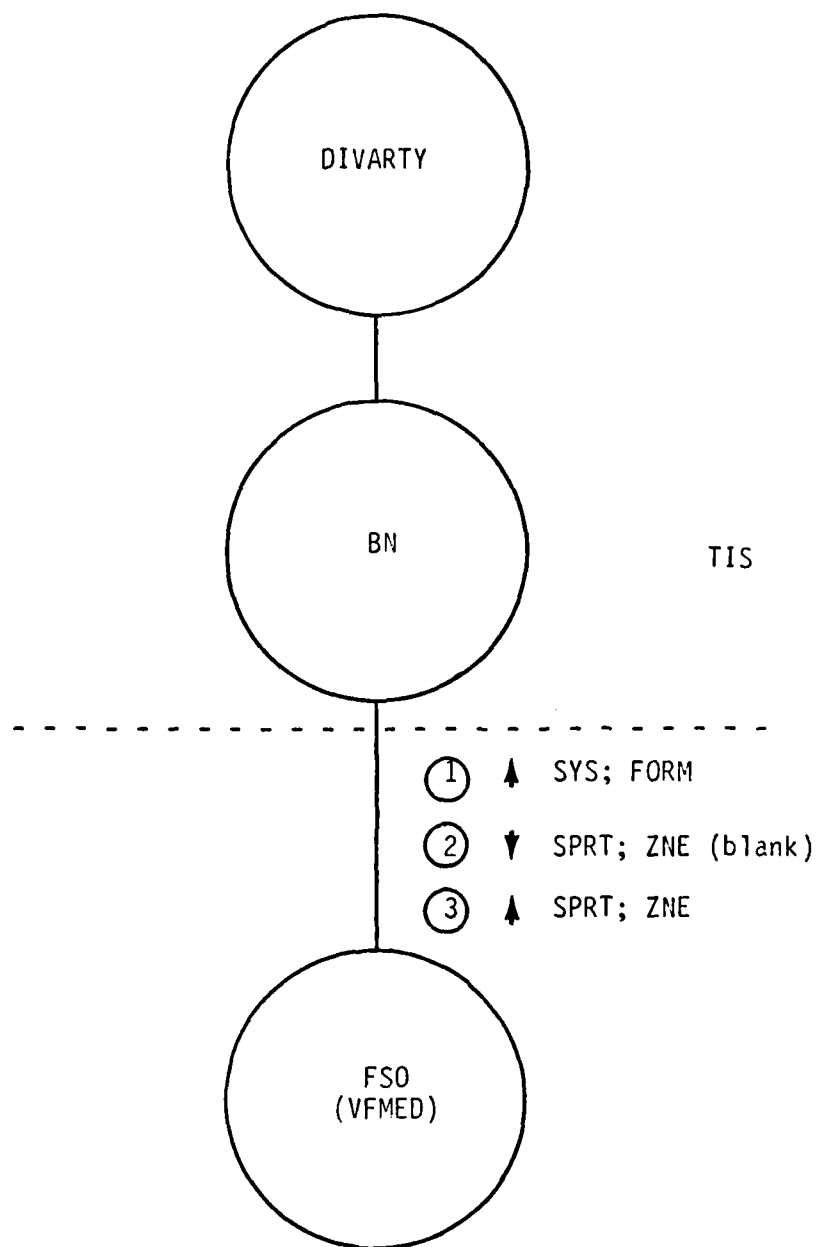 DIVARTY
BN
TIS
1 SYS; FORM
2 SPRT; ZNE (blank)
3 SPRT; ZNE
FSO
(VFMED)